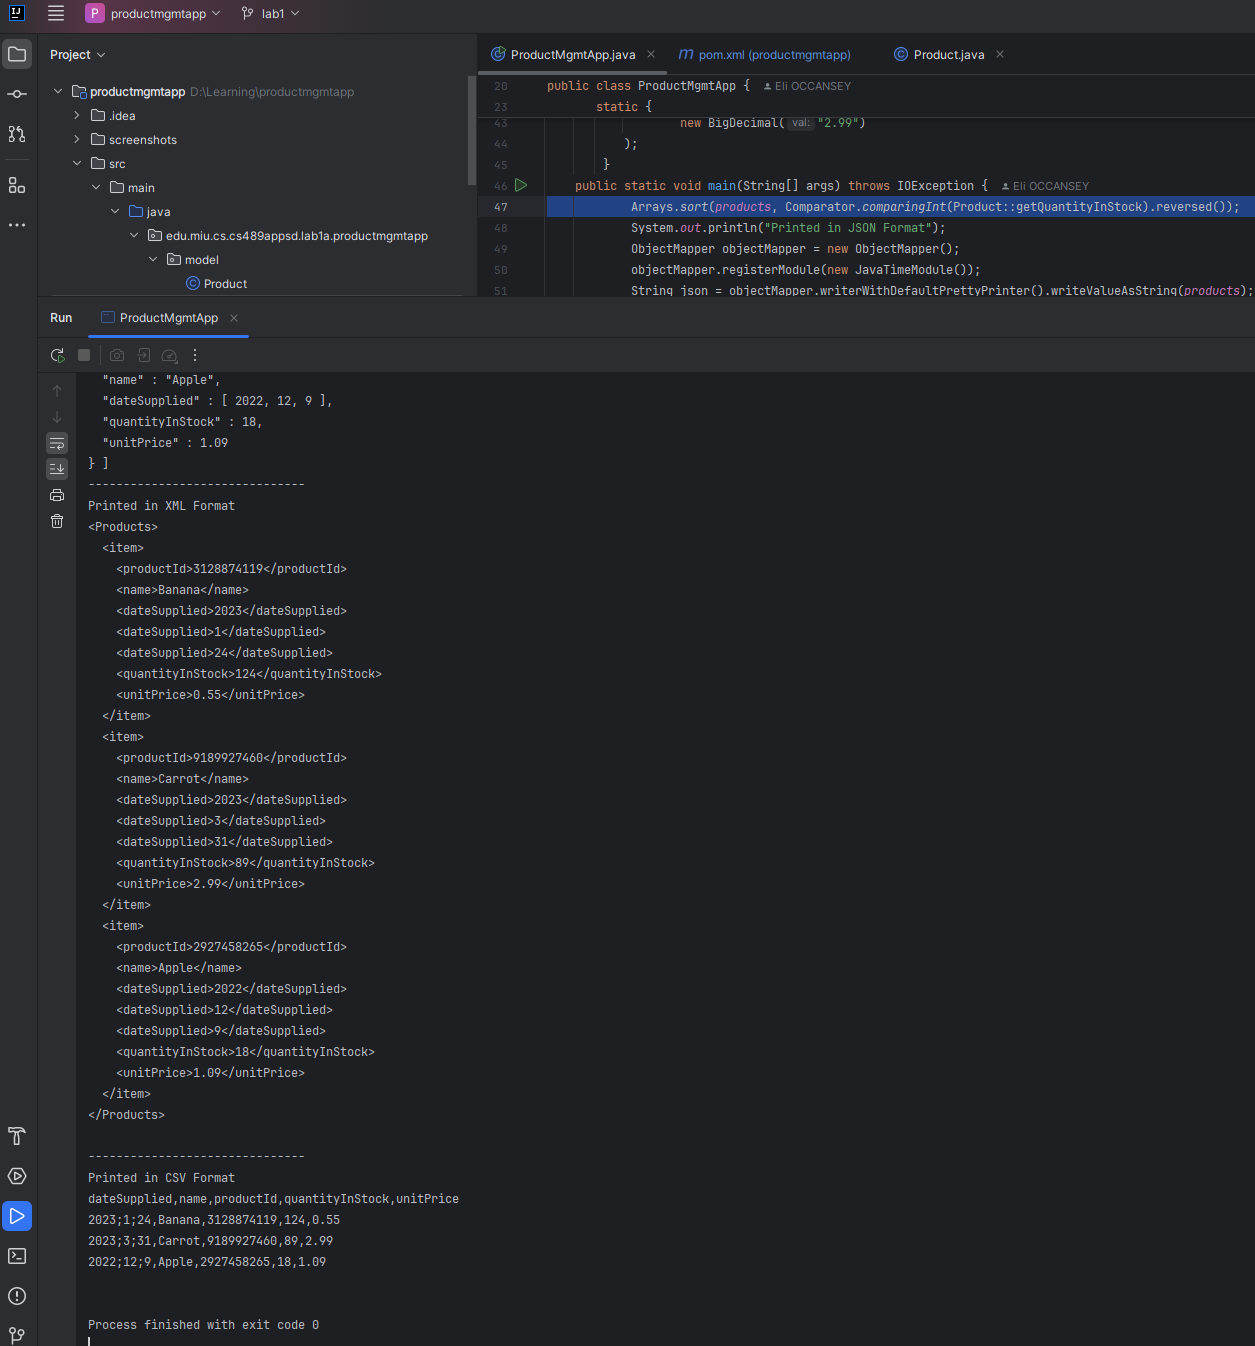 IJ
P productmgmtapp lab1
Project
productmgmtapp D:\Learning\productmgmtapp
.idea
screenshots
src
main
java
edu.miu.cs.cs489appsd.lab1a.productmgmtapp
model
C Product
ProductMgmtApp.java
m pom.xml (productmgmtapp)
C Product.java
20 public class ProductMgmtApp { Eli OCCANSEY
23 static {
43 new BigDecimal( val: "2.99")
44 );
45 }
46 public static void main(String[] args) throws IOException { Eli OCCANSEY
47 Arrays.sort(products, Comparator.comparingInt(Product::getQuantityInStock).reversed());
48 System.out.println("Printed in JSON Format");
49 ObjectMapper objectMapper = new ObjectMapper();
50 objectMapper.registerModule(new JavaTimeModule());
51 String json = objectMapper.writerWithDefaultPrettyPrinter().writeValueAsString(products);
Run ProductMgmtApp
"name" : "Apple",
"dateSupplied" : [ 2022, 12, 9 ],
"quantityInStock" : 18,
"unitPrice" : 1.09
} ]
-------------------------------
Printed in XML Format
<Products>
<item>
<productId>3128874119</productId>
<name>Banana</name>
<dateSupplied>2023</dateSupplied>
<dateSupplied>1</dateSupplied>
<dateSupplied>24</dateSupplied>
<quantityInStock>124</quantityInStock>
<unitPrice>0.55</unitPrice>
</item>
<item>
<productId>9189927460</productId>
<name>Carrot</name>
<dateSupplied>2023</dateSupplied>
<dateSupplied>3</dateSupplied>
<dateSupplied>31</dateSupplied>
<quantityInStock>89</quantityInStock>
<unitPrice>2.99</unitPrice>
</item>
<item>
<productId>2927458265</productId>
<name>Apple</name>
<dateSupplied>2022</dateSupplied>
<dateSupplied>12</dateSupplied>
<dateSupplied>9</dateSupplied>
<quantityInStock>18</quantityInStock>
<unitPrice>1.09</unitPrice>
</item>
</Products>
-------------------------------
Printed in CSV Format
dateSupplied,name,productId,quantityInStock,unitPrice
2023;1;24,Banana,3128874119,124,0.55
2023;3;31,Carrot,9189927460,89,2.99
2022;12;9,Apple,2927458265,18,1.09
Process finished with exit code 0